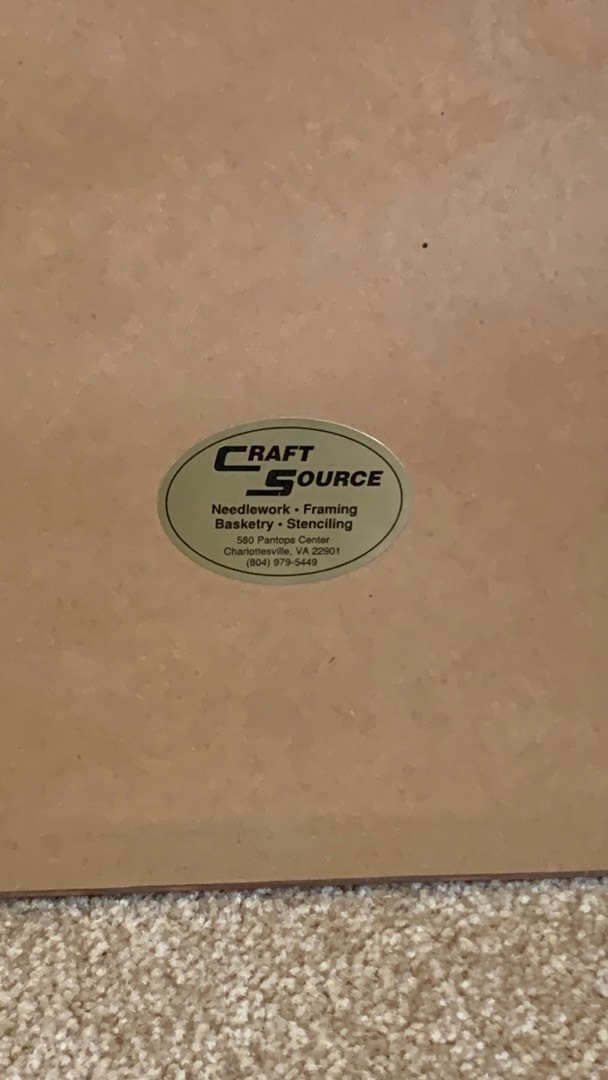 CRAFT
SOURCE
Needlework • Framing
Basketry • Stenciling
580 Pantops Center
Charlottesville, VA 22901
(804) 979-5449